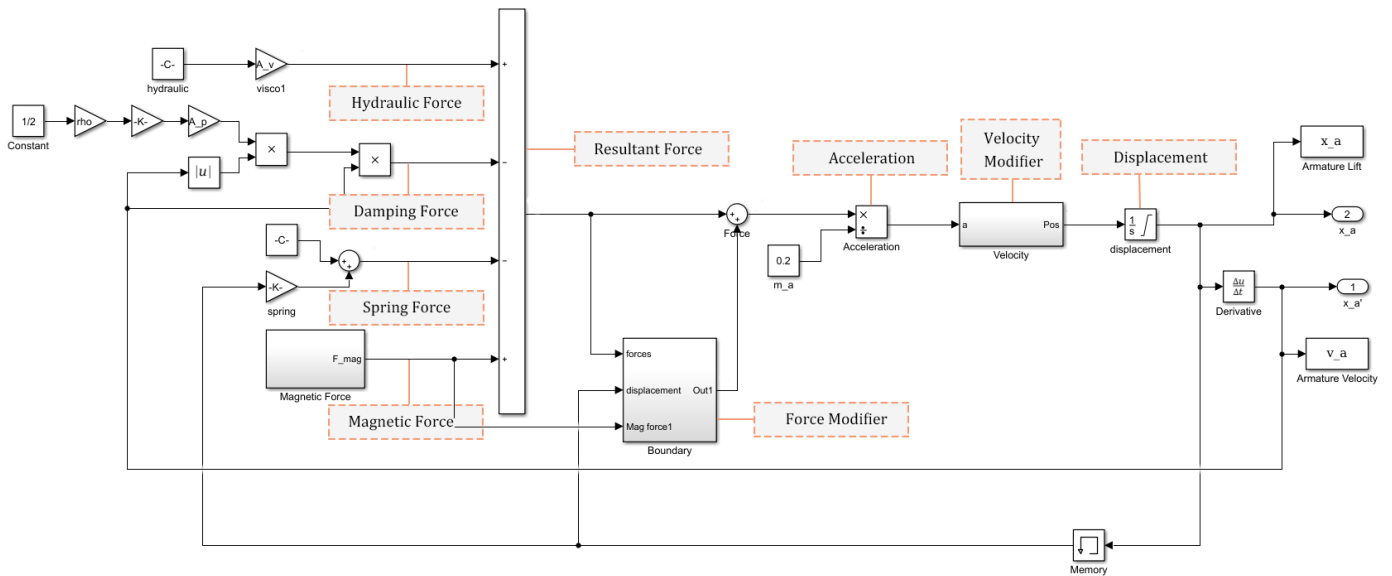 -C-
hydraulic
A_v
visco1
+
Hydraulic Force
1/2
Constant
rho
-K-
A_p
×
|u|
×
−
Damping Force
Resultant Force
-C-
++
−
-K-
spring
Spring Force
F_mag
Magnetic Force
+
Magnetic Force
forces
displacement
Out1
Mag force1
Boundary
Force Modifier
++
Force
0.2
m_a
Acceleration
×
÷
Acceleration
Velocity
Modifier
a
Pos
Velocity
Displacement
1
s
∫
displacement
x_a
Armature Lift
2
x_a
Δu
Δt
Derivative
1
x_a'
v_a
Armature Velocity
Memory